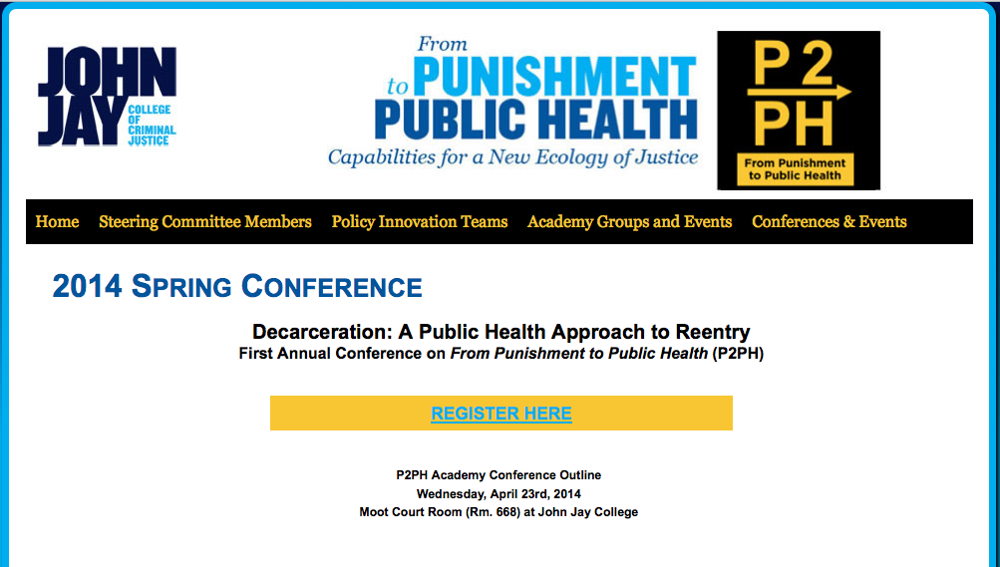 JOHN
JAY
COLLEGE
OF
CRIMINAL
JUSTICE
From
to PUNISHMENT
PUBLIC HEALTH
Capabilities for a New Ecology of Justice
P 2
PH
From Punishment
to Public Health
Home Steering Committee Members Policy Innovation Teams Academy Groups and Events Conferences & Events
2014 SPRING CONFERENCE
Decarceration: A Public Health Approach to Reentry
First Annual Conference on From Punishment to Public Health (P2PH)
REGISTER HERE
P2PH Academy Conference Outline
Wednesday, April 23rd, 2014
Moot Court Room (Rm. 668) at John Jay College